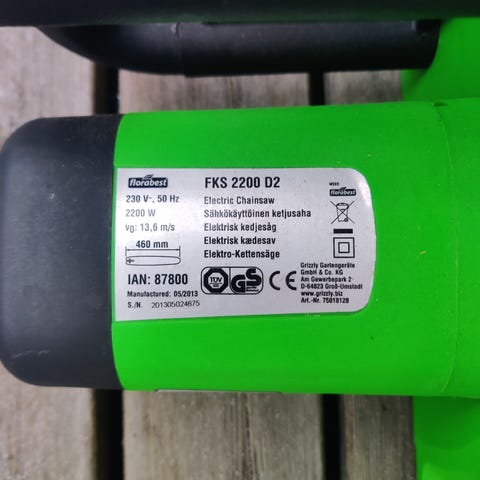 florabest
230 V~, 50 Hz
2200 W
v₀: 13,6 m/s
460 mm
IAN: 87800
Manufactured: 05/2013
S./N. 201305024675
FKS 2200 D2
Electric Chainsaw
Sähkökäyttöinen ketjusaha
Elektrisk kedjesåg
Elektrisk kædesav
Elektro-Kettensäge
TÜV
GS
CE
florabest
Grizzly Gartengeräte
GmbH & Co. KG
Am Gewerbepark 2
D-64823 Groß-Umstadt
www.grizzly.biz
Art.-Nr. 75018128